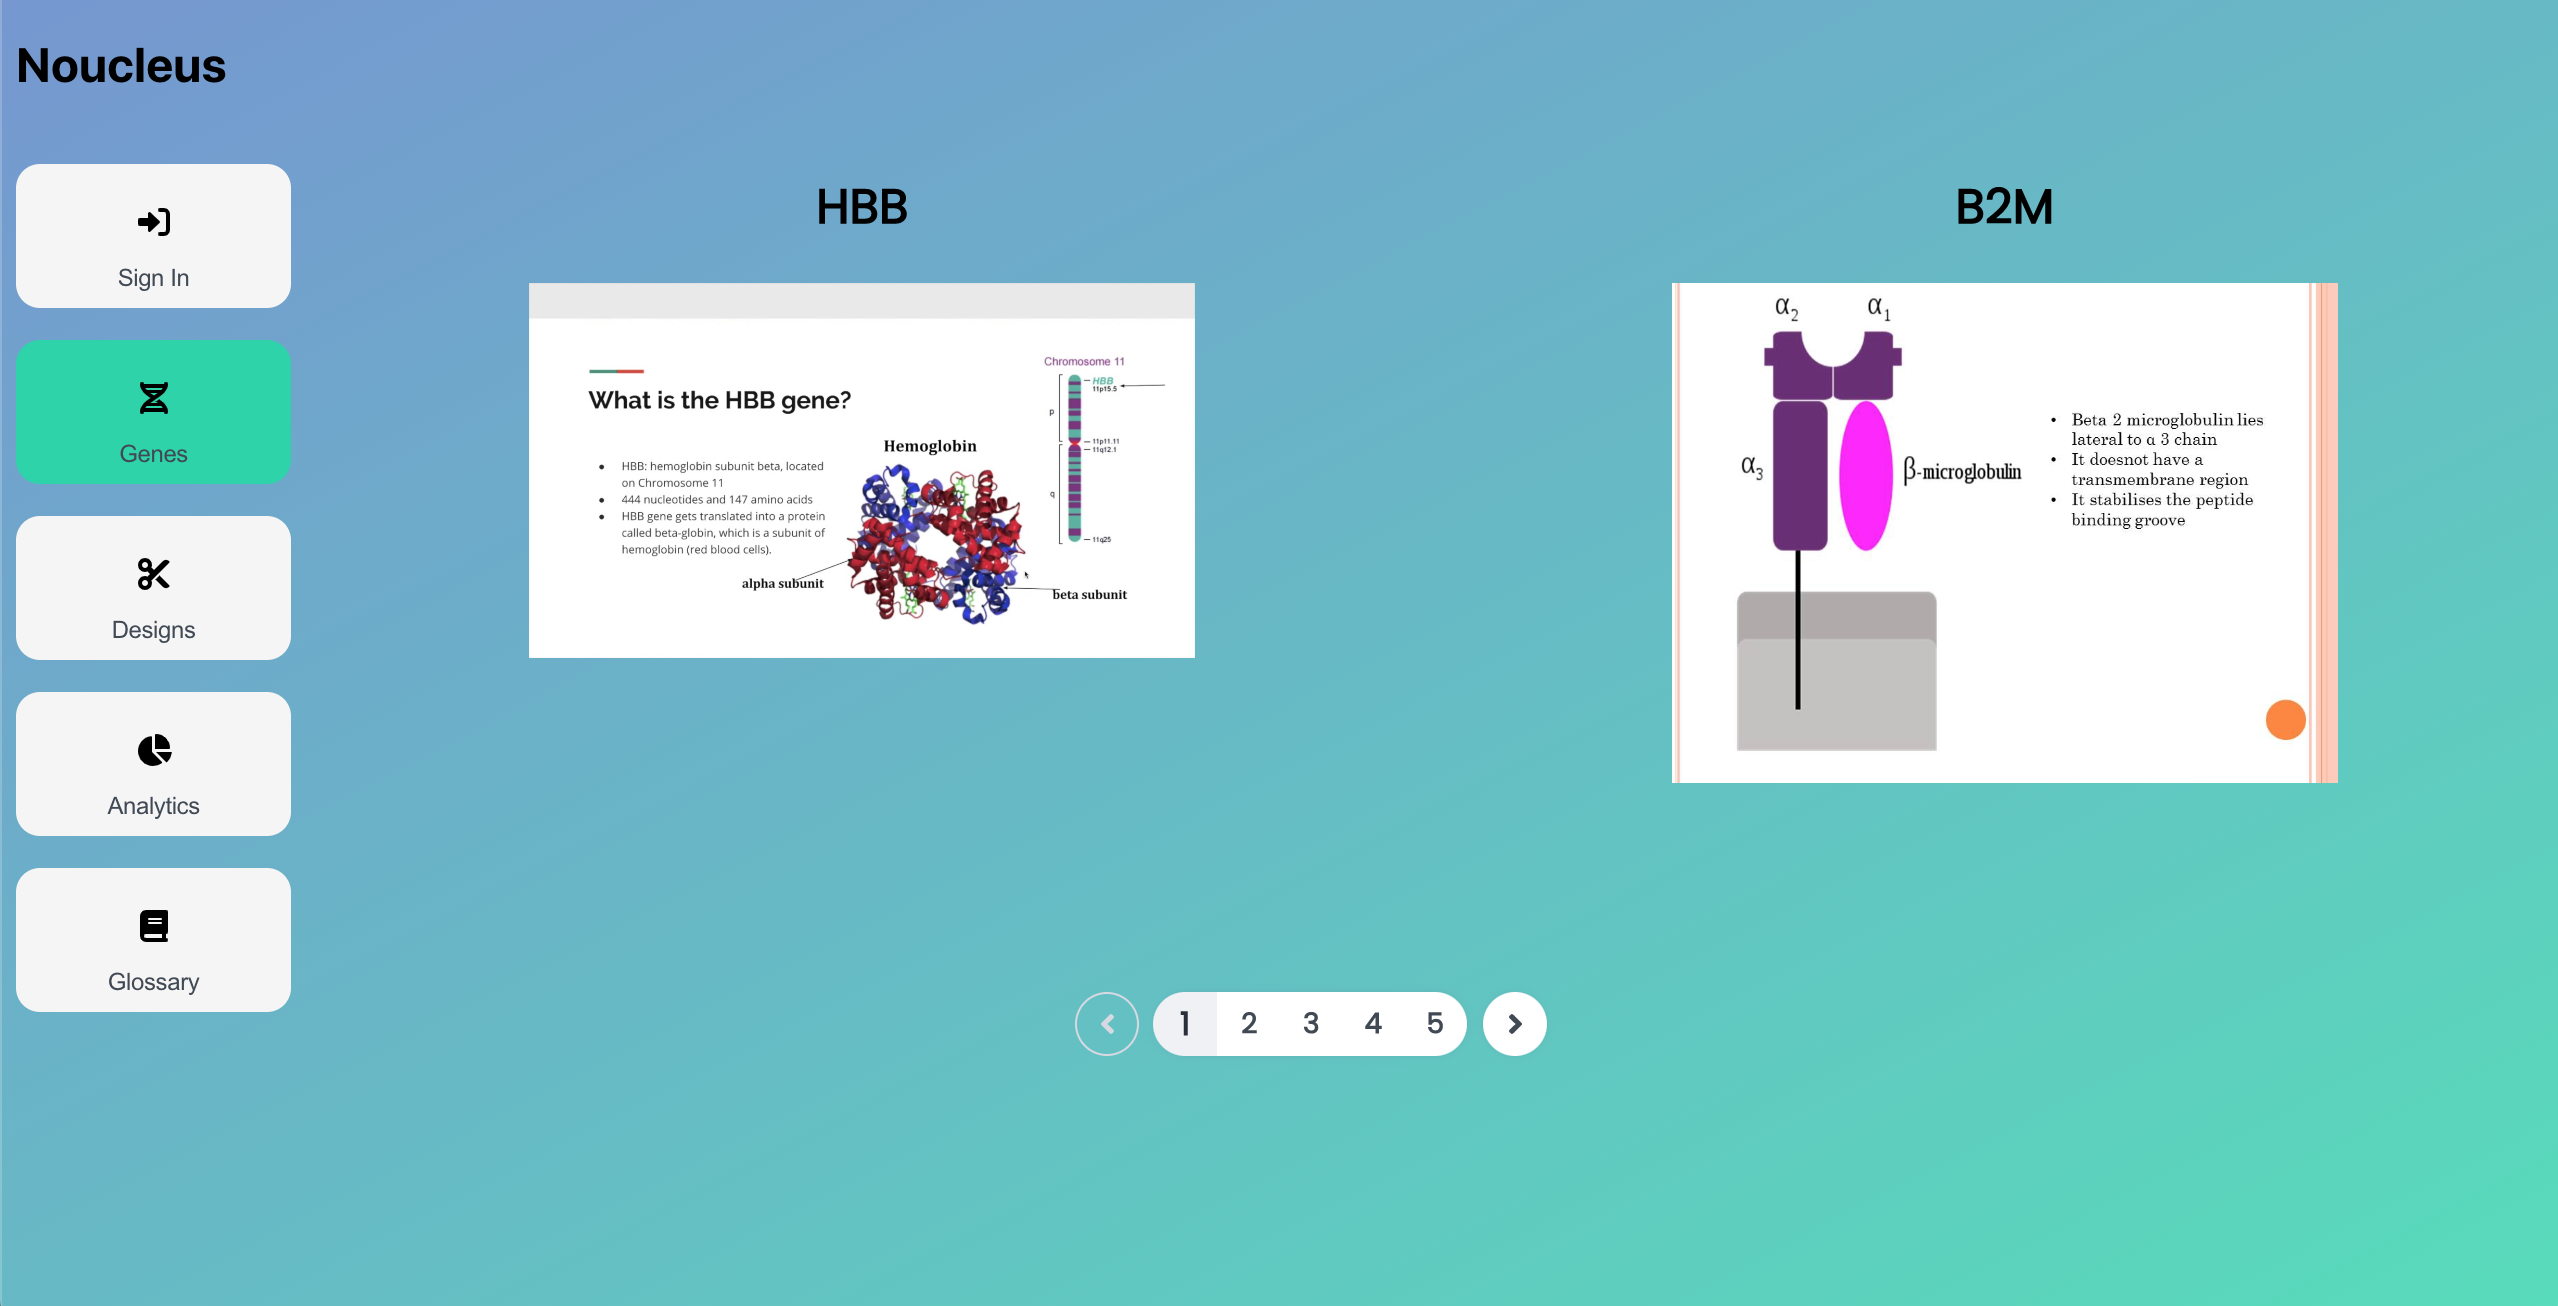 Noucleus
Sign In
Genes
Designs
Analytics
Glossary
HBB
What is the HBB gene?
• HBB: hemoglobin subunit beta, located
on Chromosome 11
• 444 nucleotides and 147 amino acids
• HBB gene gets translated into a protein
called beta-globin, which is a subunit of
hemoglobin (red blood cells).
Hemoglobin
alpha subunit
beta subunit
Chromosome 11
HBB
11p15.5
p
11p11.11
11q12.1
q
11q25
B2M
α2 α1
α3
β-microglobulin
• Beta 2 microglobulin lies
lateral to α 3 chain
• It doesnot have a
transmembrane region
• It stabilises the peptide
binding groove
1 2 3 4 5